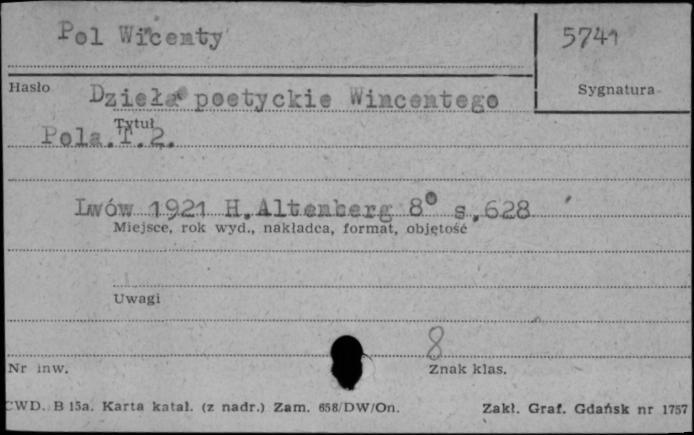 Pol Wicenty
5741
Hasło
Sygnatura
Dzieła poetyckie Wincentego
Tytuł
Pola.T.2.
Lwów 1921 H.Altenberg 8° s.628
Miejsce, rok wyd., nakładca, format, objętość
Uwagi
8
Nr inw.
Znak klas.
CWD. B 15a. Karta katal. (z nadr.) Zam. 658/DW/On.
Zakł. Graf. Gdańsk nr 1757